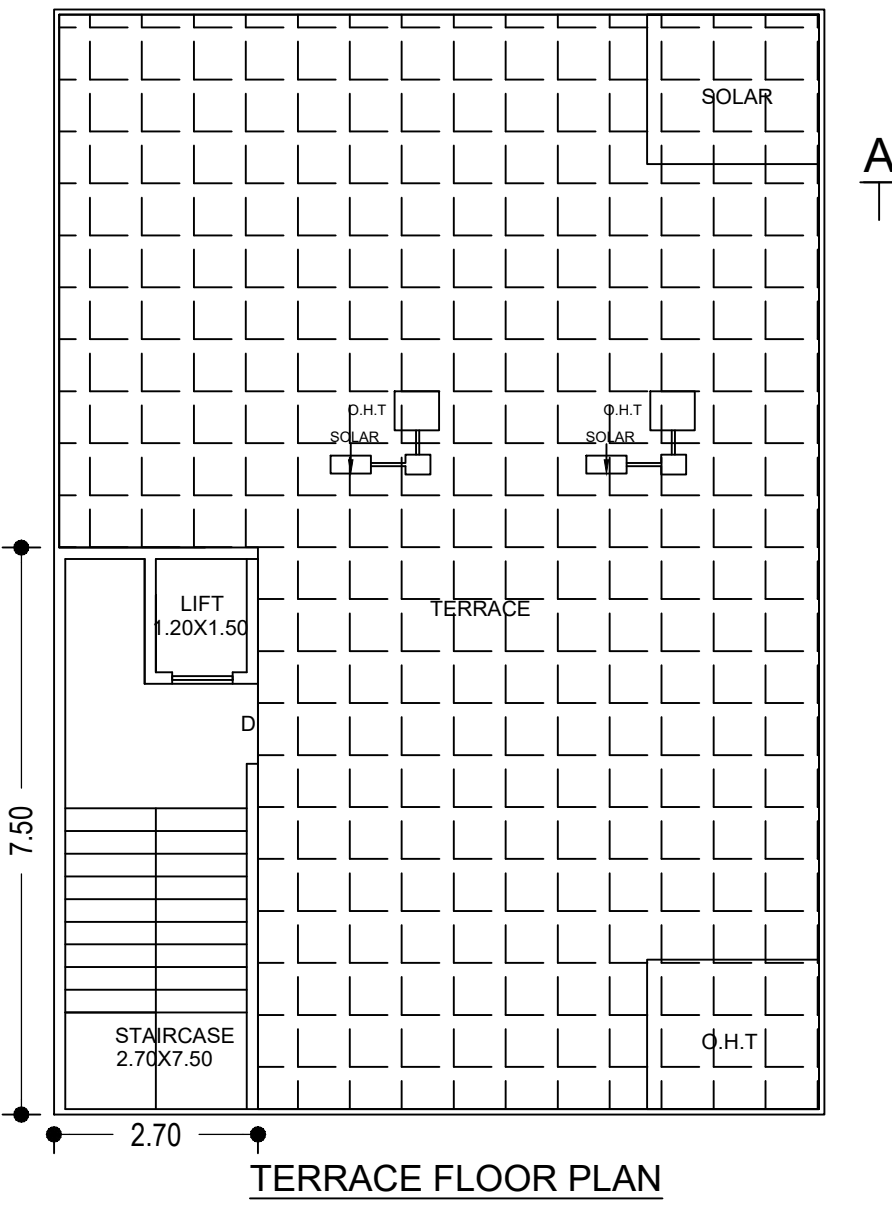 SOLAR
A
O.H.T
SOLAR
O.H.T
SOLAR
LIFT
1.20X1.50
TERRACE
D
7.50
STAIRCASE
2.70X7.50
O.H.T
2.70
TERRACE FLOOR PLAN